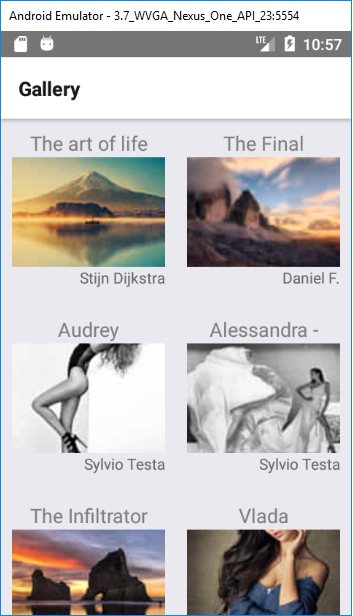 Android Emulator - 3.7_WVGA_Nexus_One_API_23:5554
LTE 10:57
Gallery
The art of life
The Final
Stijn Dijkstra
Daniel F.
Audrey
Alessandra -
Sylvio Testa
Sylvio Testa
The Infiltrator
Vlada